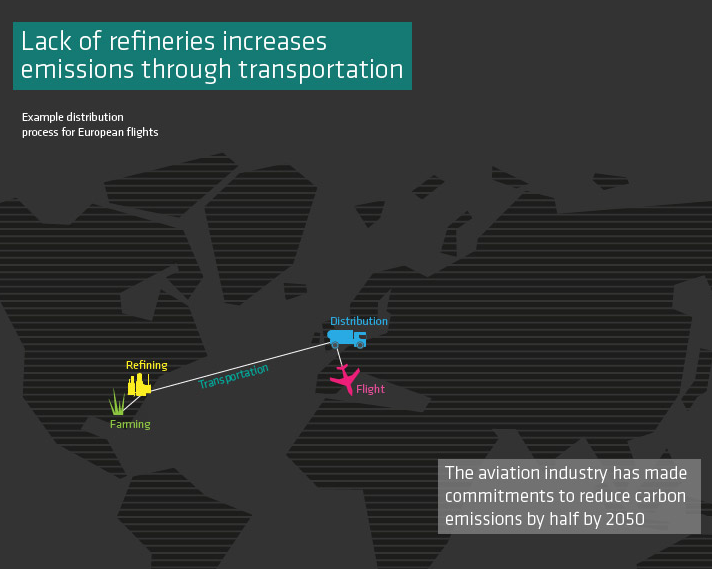 Lack of refineries increases
emissions through transportation
Example distribution
process for European flights
Distribution
Refining
Transportation
Flight
Farming
The aviation industry has made
commitments to reduce carbon
emissions by half by 2050